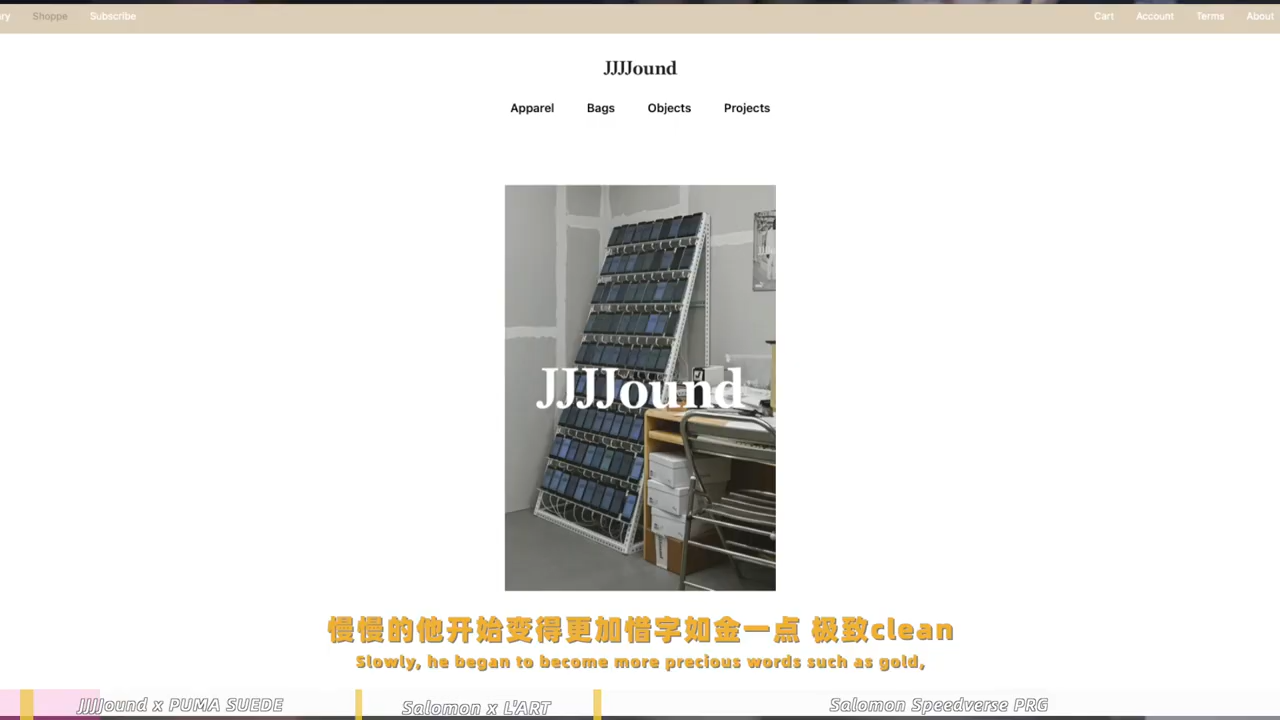 Shoppe Subscribe Cart Account Terms About
JJJJound
Apparel Bags Objects Projects
JJJJound
慢慢的他开始变得更加惜字如金一点 极致clean
Slowly, he began to become more precious words such as gold,
JJJJound x PUMA SUEDE Salomon x L'ART Salomon Speedverse PRG